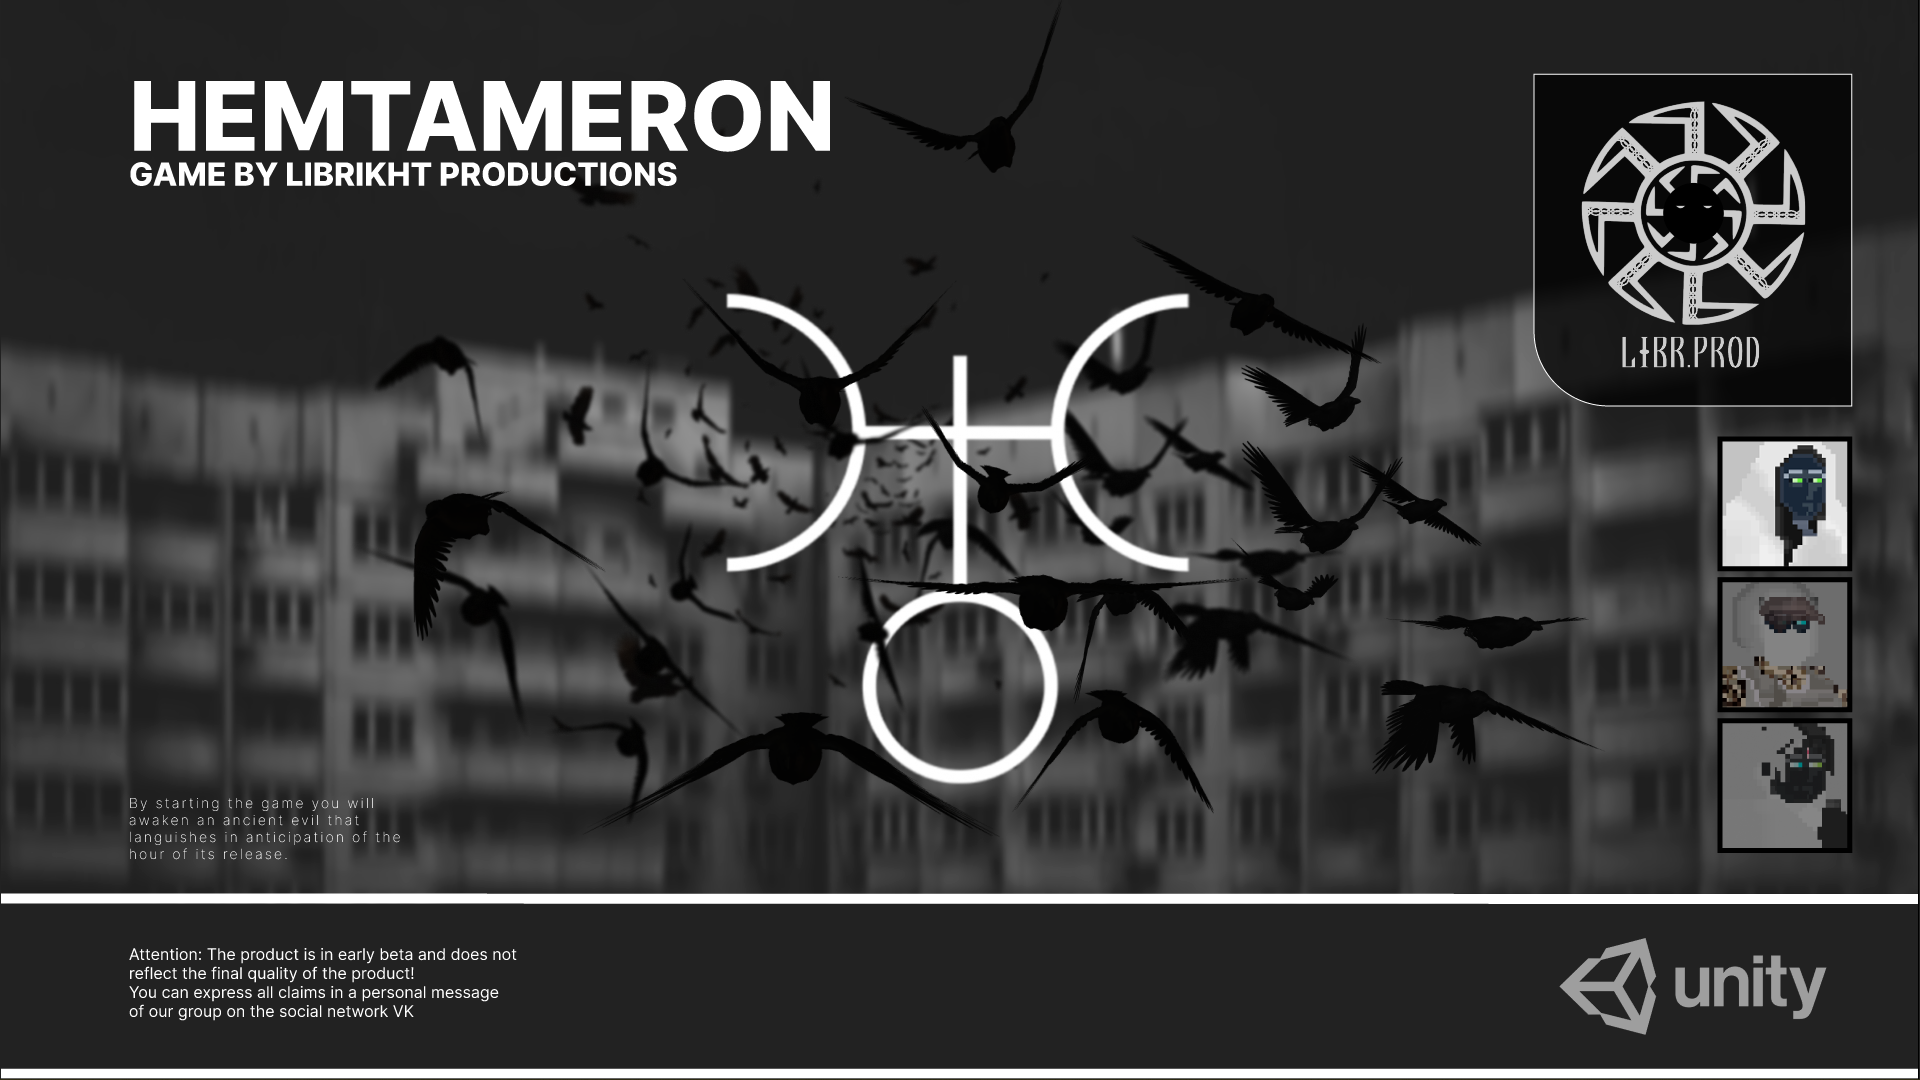 HEMTAMERON
GAME BY LIBRIKHT PRODUCTIONS
LIBR.PROD
By starting the game you will
awaken an ancient evil that
languishes in anticipation of the
hour of its release.
Attention: The product is in early beta and does not
reflect the final quality of the product!
You can express all claims in a personal message
of our group on the social network VK
unity